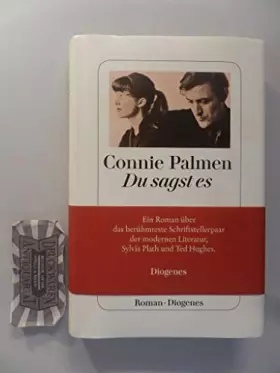 Connie Palmen
Du sagst es
Ein Roman über
das berühmteste Schriftstellerpaar
der modernen Literatur,
Sylvia Plath und Ted Hughes.
Diogenes
Roman · Diogenes